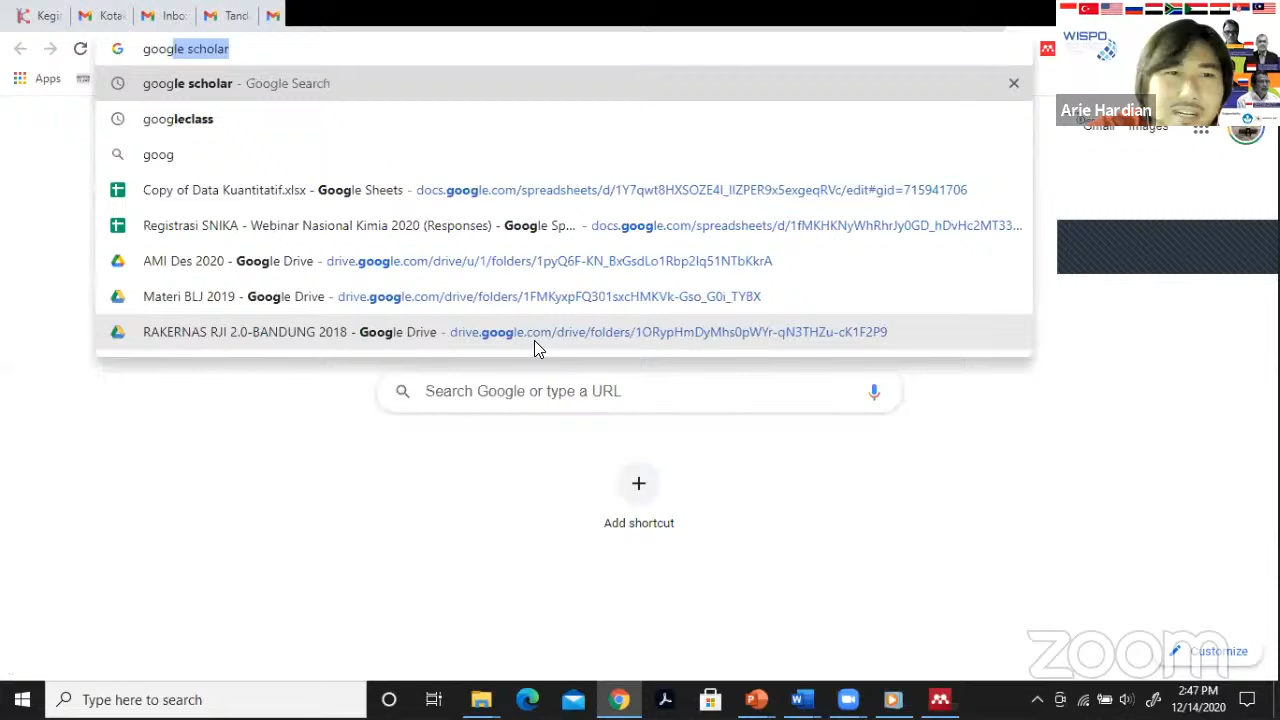 Kegi
Kota
Inbo
Tand
google scholar
Apps
google scholar - Google Search
googleclass
goog
Copy of Data Kuantitatif.xlsx - Google Sheets - docs.google.com/spreadsheets/d/1Y7qwt8HXSOZE4I_IIZPER9x5exgeqRVc/edit#gid=715941706
Registrasi SNIKA - Webinar Nasional Kimia 2020 (Responses) - Google Sp... - docs.google.com/spreadsheets/d/1fMKHKNyWhRhrJy0GD_hDvHc2MT33...
AMI Des 2020 - Google Drive - drive.google.com/drive/u/1/folders/1pyQ6F-KN_BxGsdLo1Rbp2Iq51NTbKkrA
Materi BLJ 2019 - Google Drive - drive.google.com/drive/folders/1FMKyxpFQ301sxcHMKVk-Gso_G0i_TYBX
RAKERNAS RJI 2.0-BANDUNG 2018 - Google Drive - drive.google.com/drive/folders/1ORypHmDyMhs0pWYr-qN3THZu-cK1F2P9
WISPO
Arie Hardian
Gmail Images
Search Google or type a URL
Add shortcut
zoom
Customize
Type here to search
2:47 PM
12/14/2020